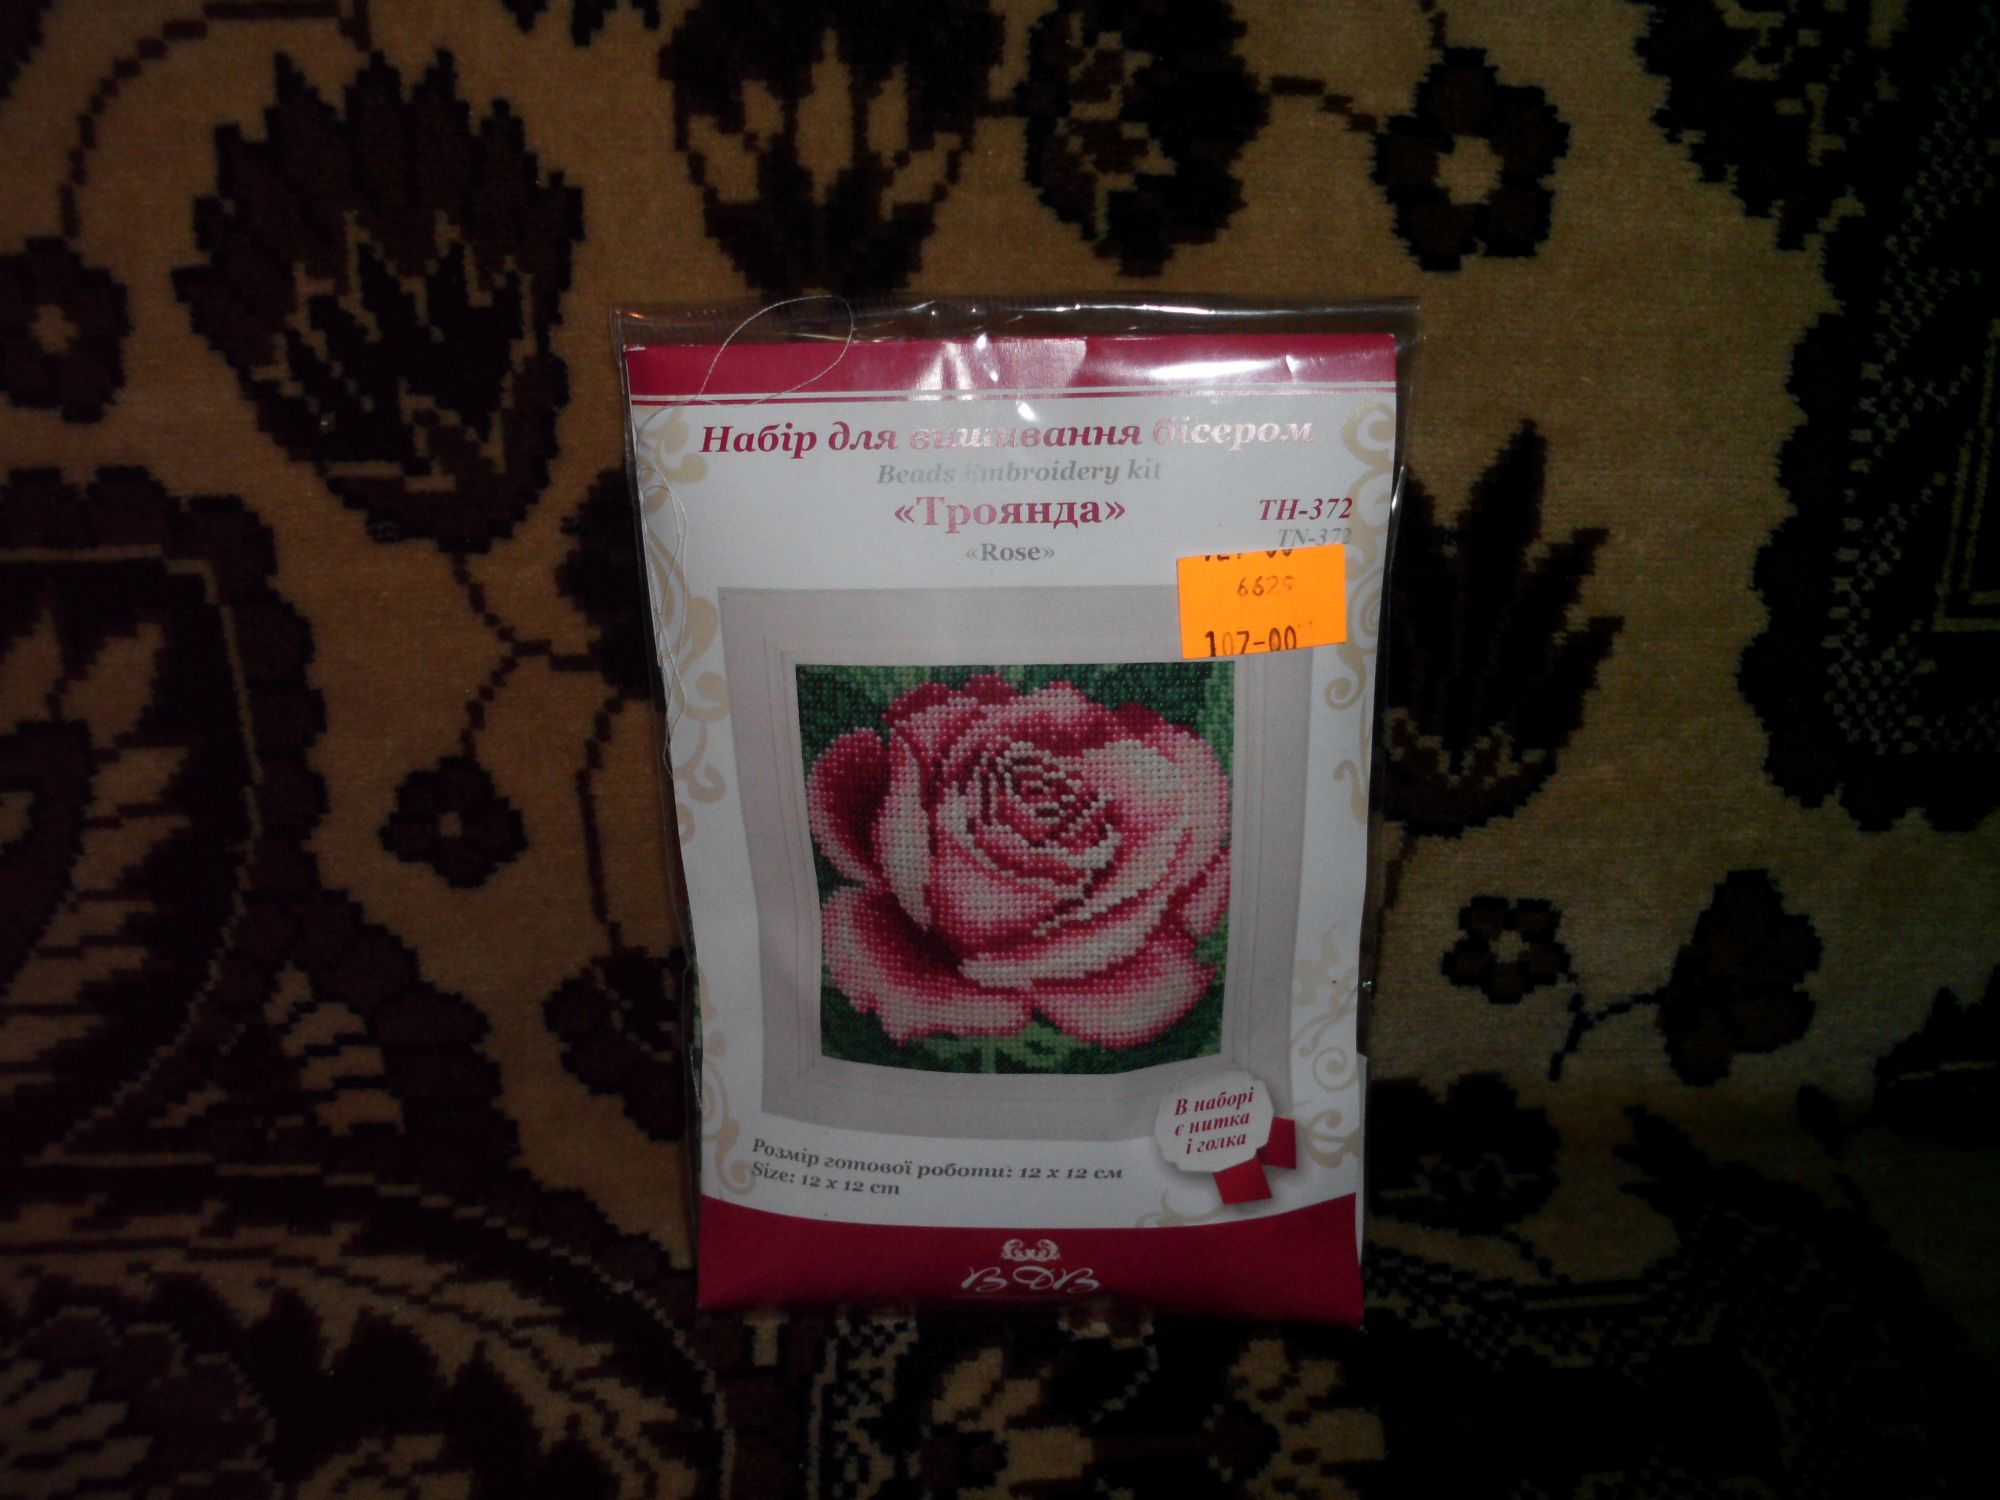 Набір для вишивання бісером
Beads Embroidery kit
«Троянда»
«Rose»
ТН-372
TN-372
6629
107-00
В наборі
є нитка
і голка
Розмір готової роботи: 12 х 12 см
Size: 12 x 12 cm
ВДВ